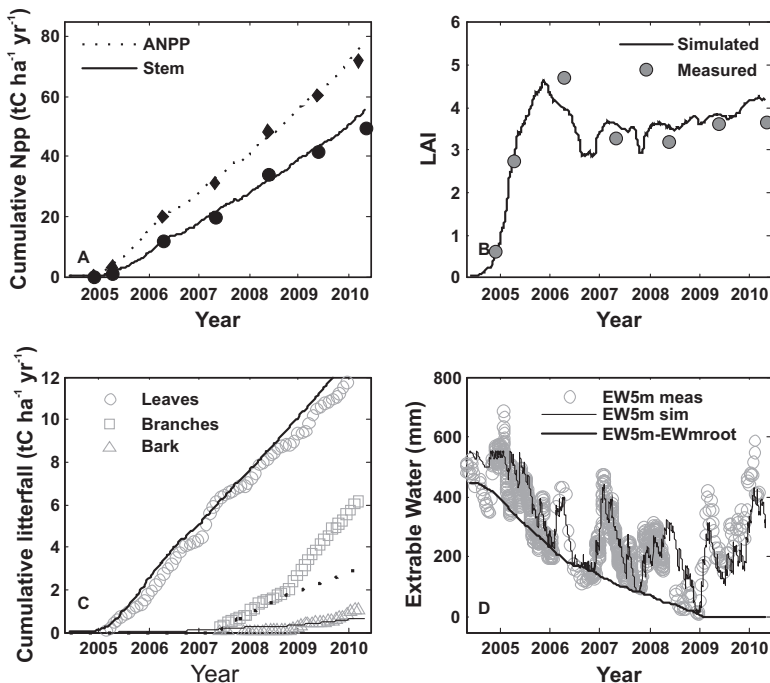 Cumulative Npp (tC ha⁻¹ yr⁻¹)
80
60
40
20
0
ANPP
Stem
A
2005 2006 2007 2008 2009 2010
Year
LAI
6
5
4
3
2
1
0
Simulated
Measured
B
2005 2006 2007 2008 2009 2010
Year
Cumulative litterfall (tC ha⁻¹ yr⁻¹)
12
10
8
6
4
2
0
Leaves
Branches
Bark
C
2005 2006 2007 2008 2009 2010
Year
Extrable Water (mm)
800
600
400
200
0
EW5m meas
EW5m sim
EW5m-EWmroot
D
2005 2006 2007 2008 2009 2010
Year